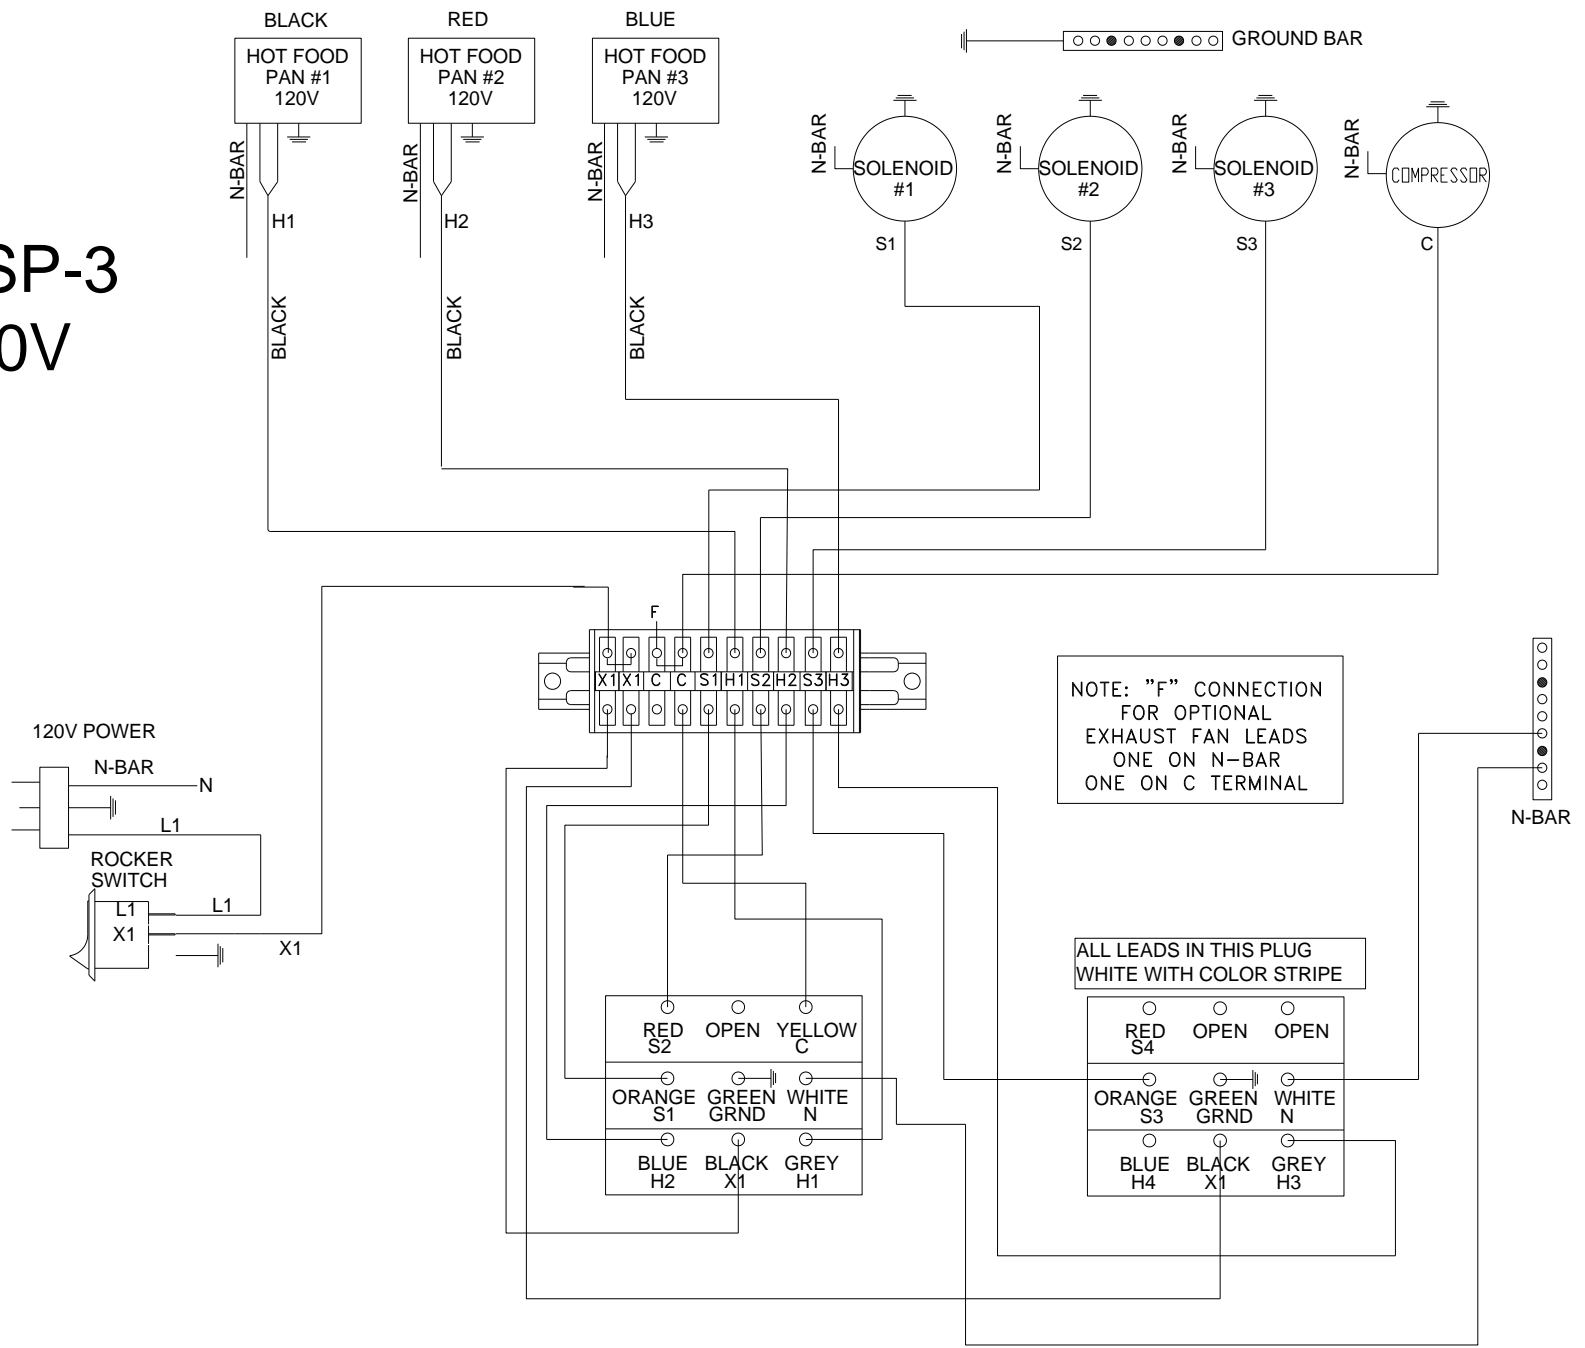 BLACK
RED
BLUE
HOT FOOD
PAN #1
120V
HOT FOOD
PAN #2
120V
HOT FOOD
PAN #3
120V
GROUND BAR
N-BAR
N-BAR
N-BAR
N-BAR
N-BAR
N-BAR
N-BAR
SOLENOID
#1
SOLENOID
#2
SOLENOID
#3
COMPRESSOR
H1
H2
H3
S1
S2
S3
C
SP-3
0V
BLACK
BLACK
BLACK
F
X1 X1 C C S1 H1 S2 H2 S3 H3
NOTE: "F" CONNECTION
FOR OPTIONAL
EXHAUST FAN LEADS
ONE ON N-BAR
ONE ON C TERMINAL
N-BAR
120V POWER
N-BAR
N
L1
ROCKER
SWITCH
L1
L1
X1
X1
ALL LEADS IN THIS PLUG
WHITE WITH COLOR STRIPE
RED
S2
OPEN
YELLOW
C
ORANGE
S1
GREEN
GRND
WHITE
N
BLUE
H2
BLACK
X1
GREY
H1
RED
S4
OPEN
OPEN
ORANGE
S3
GREEN
GRND
WHITE
N
BLUE
H4
BLACK
X1
GREY
H3